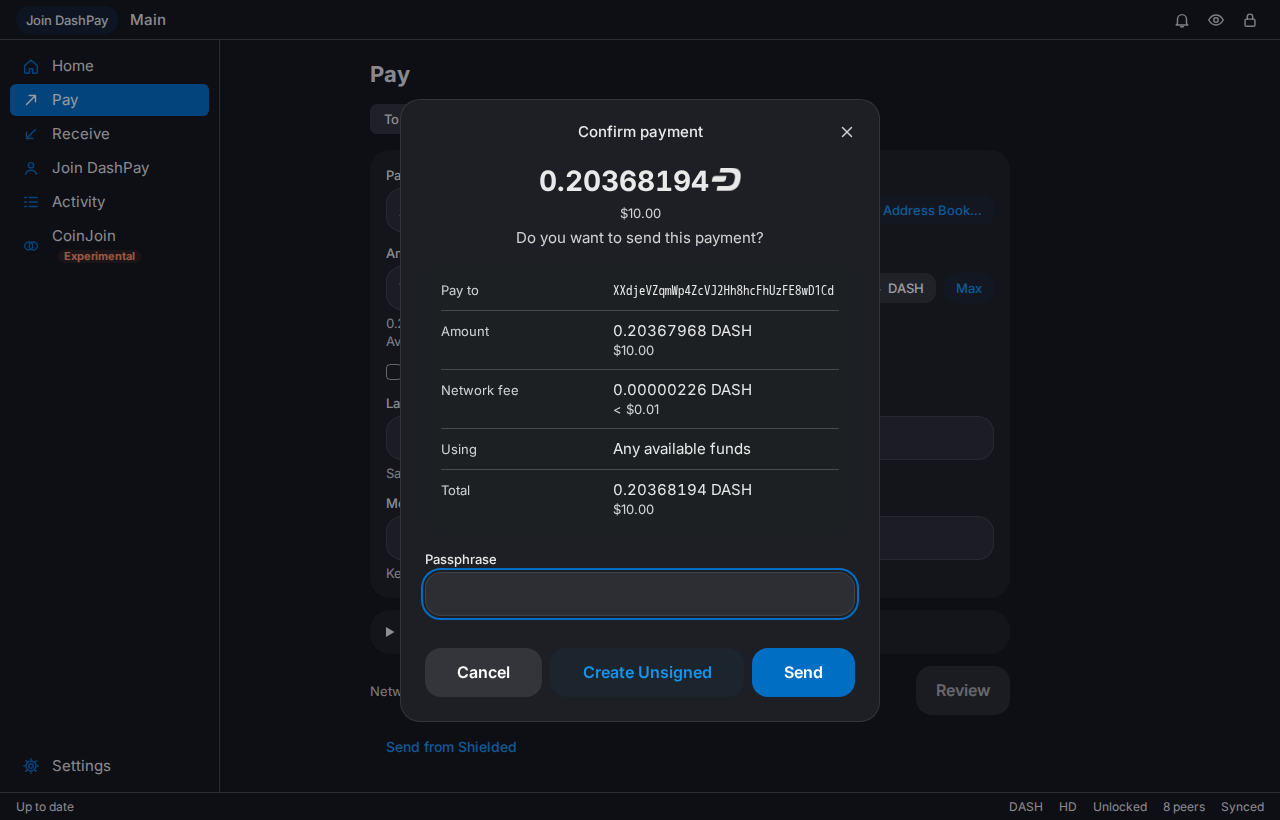 Join DashPay
Main
Home
Pay
Receive
Join DashPay
Activity
CoinJoin
Experimental
Settings
Pay
To
Address Book...
DASH
Max
Confirm payment
0.20368194
$10.00
Do you want to send this payment?
Pay to XXdjeVZqmWp4ZcVJ2Hh8hcFhUzFE8wD1Cd
Amount 0.20367968 DASH
$10.00
Network fee 0.00000226 DASH
< $0.01
Using Any available funds
Total 0.20368194 DASH
$10.00
Passphrase
Cancel
Create Unsigned
Send
Review
Send from Shielded
Up to date
DASH HD Unlocked 8 peers Synced